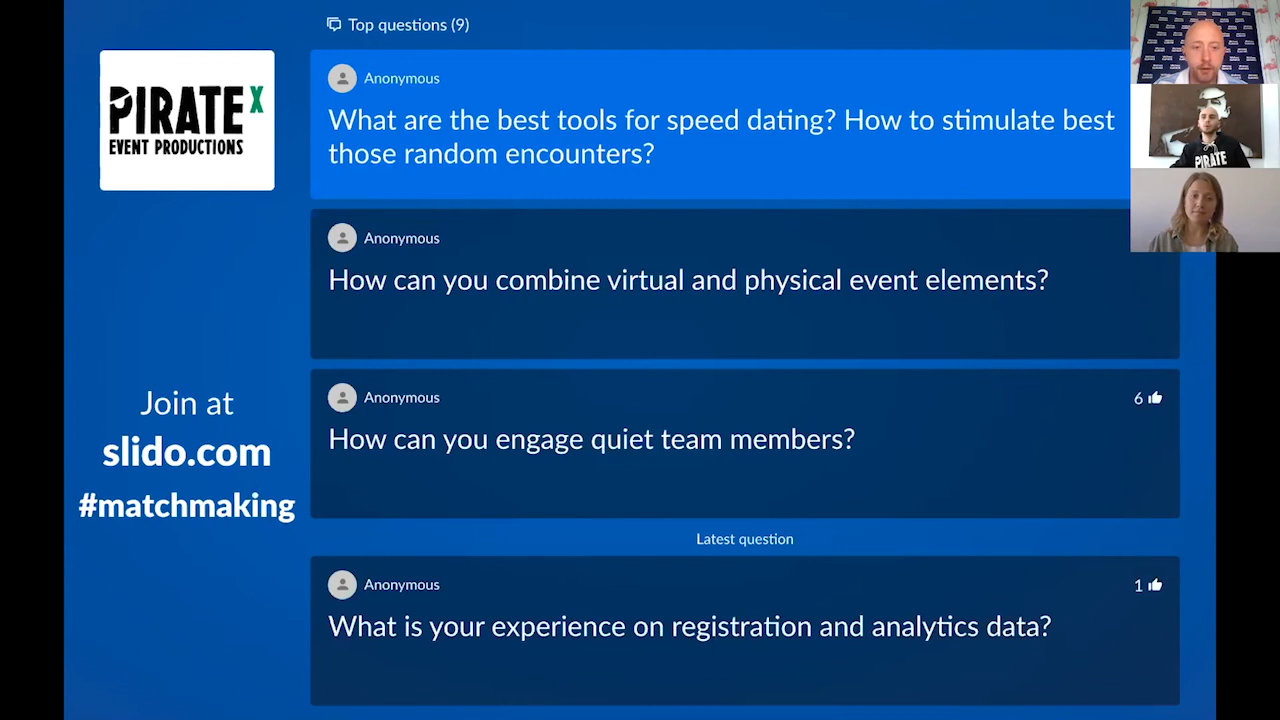 Top questions (9)
PIRATE X
EVENT PRODUCTIONS
Anonymous
What are the best tools for speed dating? How to stimulate best
those random encounters?
Anonymous
How can you combine virtual and physical event elements?
Anonymous
6
How can you engage quiet team members?
Join at
slido.com
#matchmaking
Latest question
Anonymous
1
What is your experience on registration and analytics data?
PIRATE